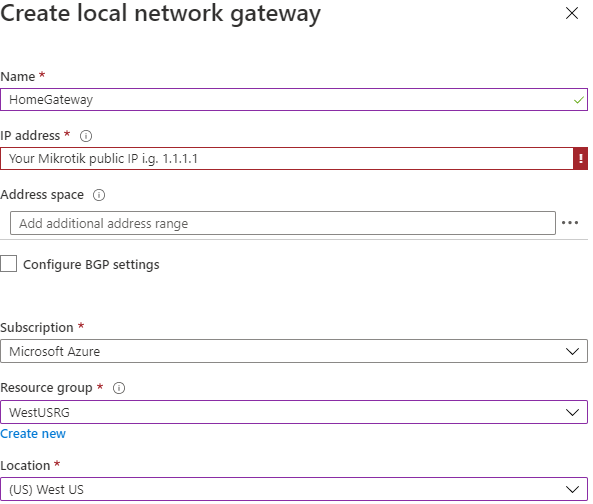 Create local network gateway
Name *
HomeGateway
IP address *
Your Mikrotik public IP i.g. 1.1.1.1
Address space
Add additional address range
Configure BGP settings
Subscription *
Microsoft Azure
Resource group *
WestUSRG
Create new
Location *
(US) West US